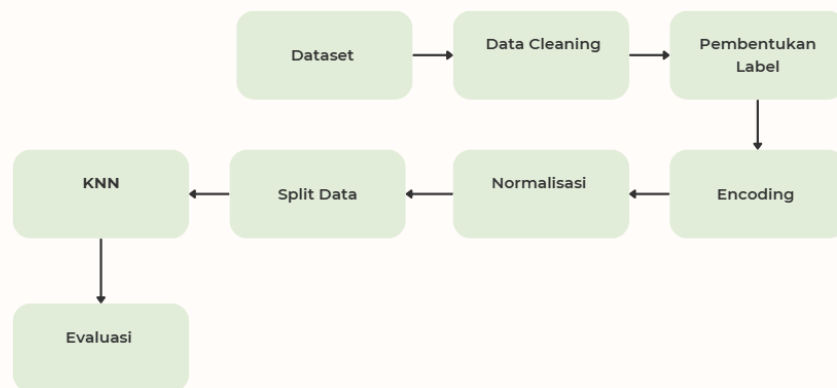 Dataset
Data Cleaning
Pembentukan
Label
Encoding
Normalisasi
Split Data
KNN
Evaluasi